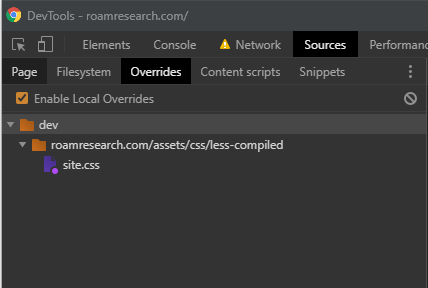 DevTools - roamresearch.com/
Elements Console Network Sources Performanc
Page Filesystem Overrides Content scripts Snippets
Enable Local Overrides
dev
roamresearch.com/assets/css/less-compiled
site.css